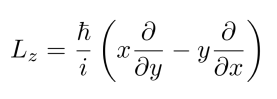 L_z = \frac{\hbar}{i} \left( x \frac{\partial}{\partial y} - y \frac{\partial}{\partial x} \right)